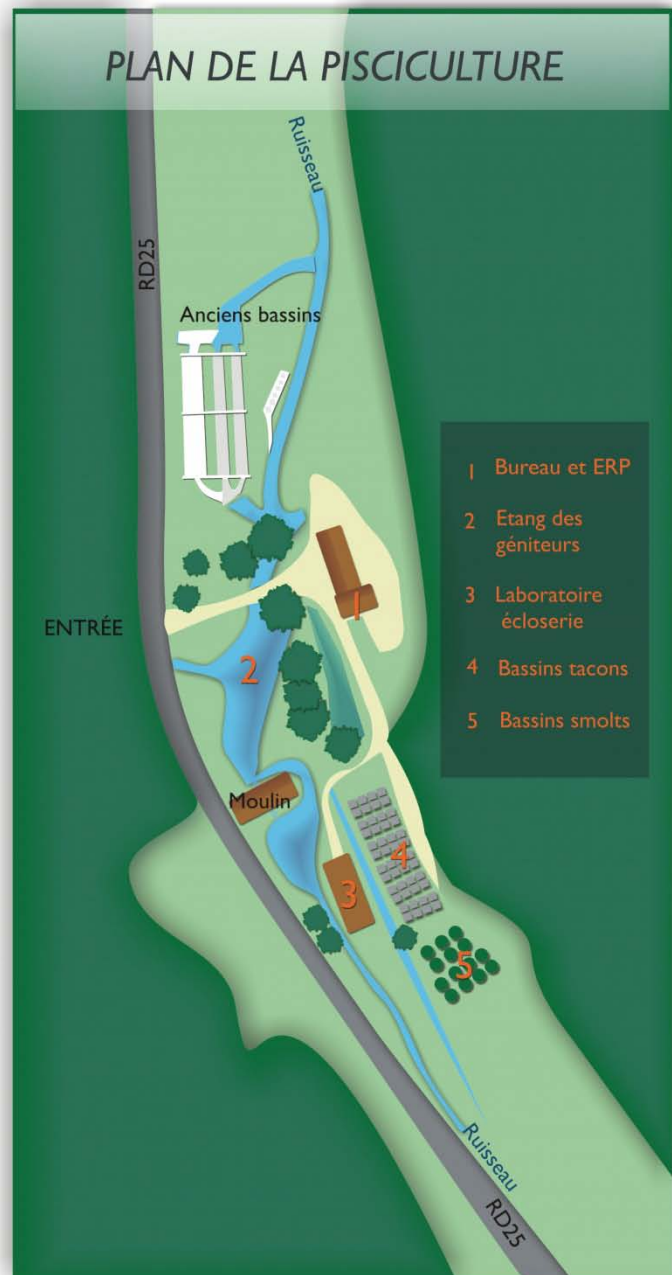 PLAN DE LA PISCICULTURE
Ruisseau
RD25
Anciens bassins
1 Bureau et ERP
2 Etang des
géniteurs
3 Laboratoire
écloserie
4 Bassins tacons
5 Bassins smolts
1
ENTRÉE
2
Moulin
4
3
5
Ruisseau
RD25